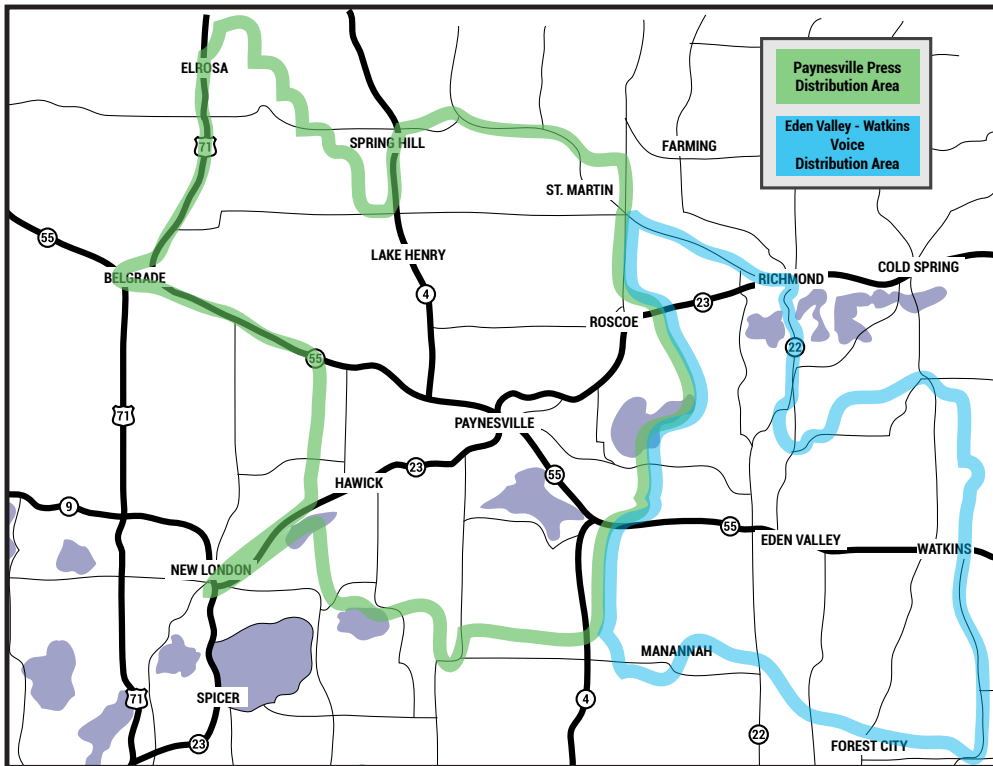 Paynesville Press
Distribution Area
Eden Valley - Watkins
Voice
Distribution Area
ELROSA
71
SPRING HILL
FARMING
ST. MARTIN
55
LAKE HENRY
BELGRADE
RICHMOND
COLD SPRING
4
23
ROSCOE
22
55
71
PAYNESVILLE
23
55
HAWICK
9
55
EDEN VALLEY
WATKINS
NEW LONDON
MANANNAH
71
SPICER
4
22
23
FOREST CITY